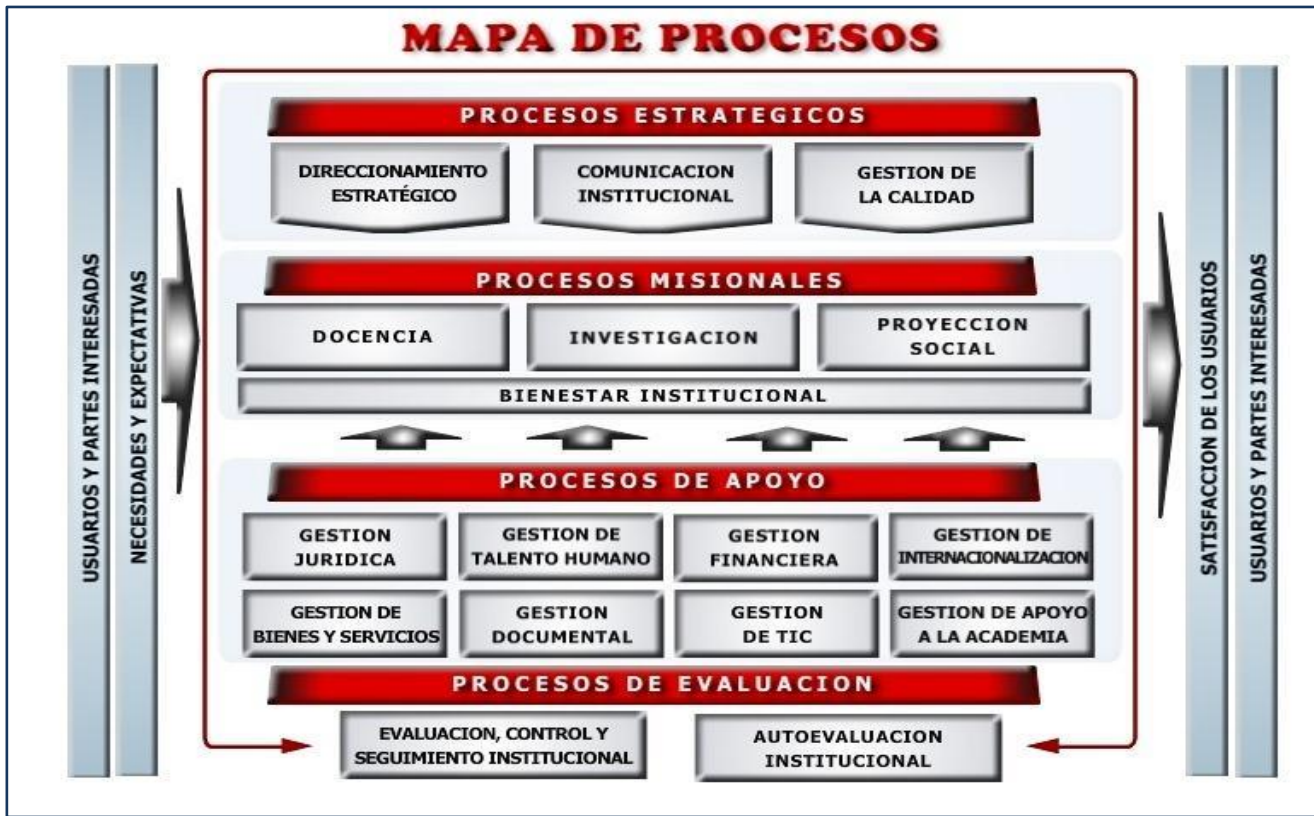 MAPA DE PROCESOS
USUARIOS Y PARTES INTERESADAS
NECESIDADES Y EXPECTATIVAS
PROCESOS ESTRATEGICOS
DIRECCIONAMIENTO
ESTRATÉGICO
COMUNICACION
INSTITUCIONAL
GESTION DE
LA CALIDAD
PROCESOS MISIONALES
DOCENCIA
INVESTIGACION
PROYECCION
SOCIAL
BIENESTAR INSTITUCIONAL
PROCESOS DE APOYO
GESTION
JURIDICA
GESTION DE
TALENTO HUMANO
GESTION
FINANCIERA
GESTION DE
INTERNACIONALIZACION
GESTION DE
BIENES Y SERVICIOS
GESTION
DOCUMENTAL
GESTION
DE TIC
GESTION DE APOYO
A LA ACADEMIA
PROCESOS DE EVALUACION
EVALUACION, CONTROL Y
SEGUIMIENTO INSTITUCIONAL
AUTOEVALUACION
INSTITUCIONAL
SATISFACCION DE LOS USUARIOS
USUARIOS Y PARTES INTERESADAS